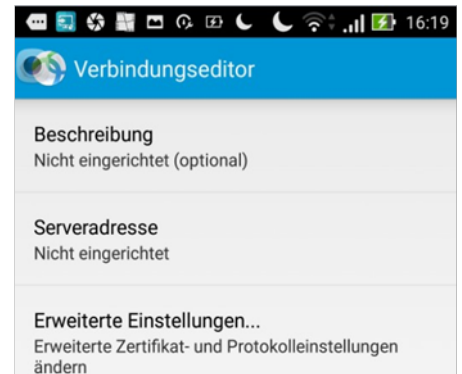 16:19
Verbindungseditor
Beschreibung
Nicht eingerichtet (optional)
Serveradresse
Nicht eingerichtet
Erweiterte Einstellungen...
Erweiterte Zertifikat- und Protokolleinstellungen
ändern